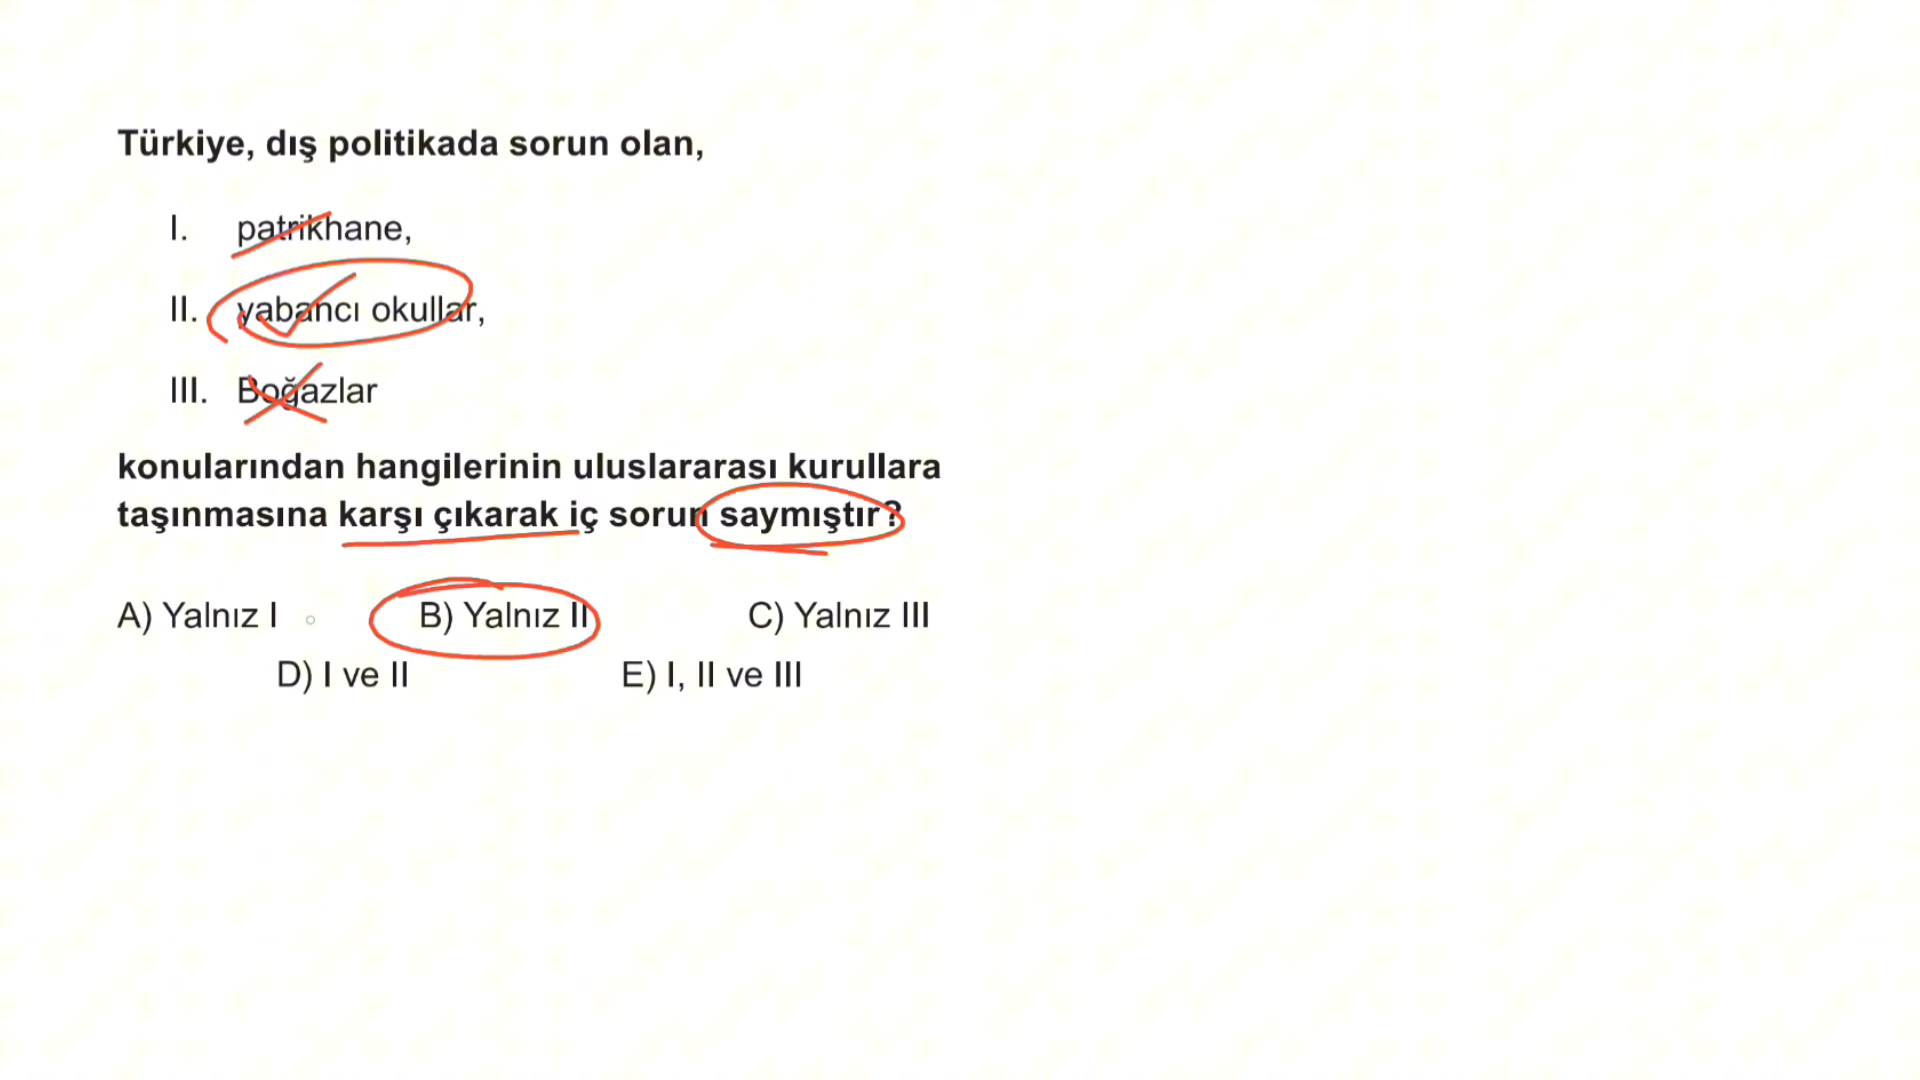 Türkiye, dış politikada sorun olan,
I. patrikhane,
II. yabancı okullar,
III. Boğazlar
konularından hangilerinin uluslararası kurullara
taşınmasına karşı çıkarak iç sorun saymıştır?
A) Yalnız I B) Yalnız II C) Yalnız III
D) I ve II E) I, II ve III